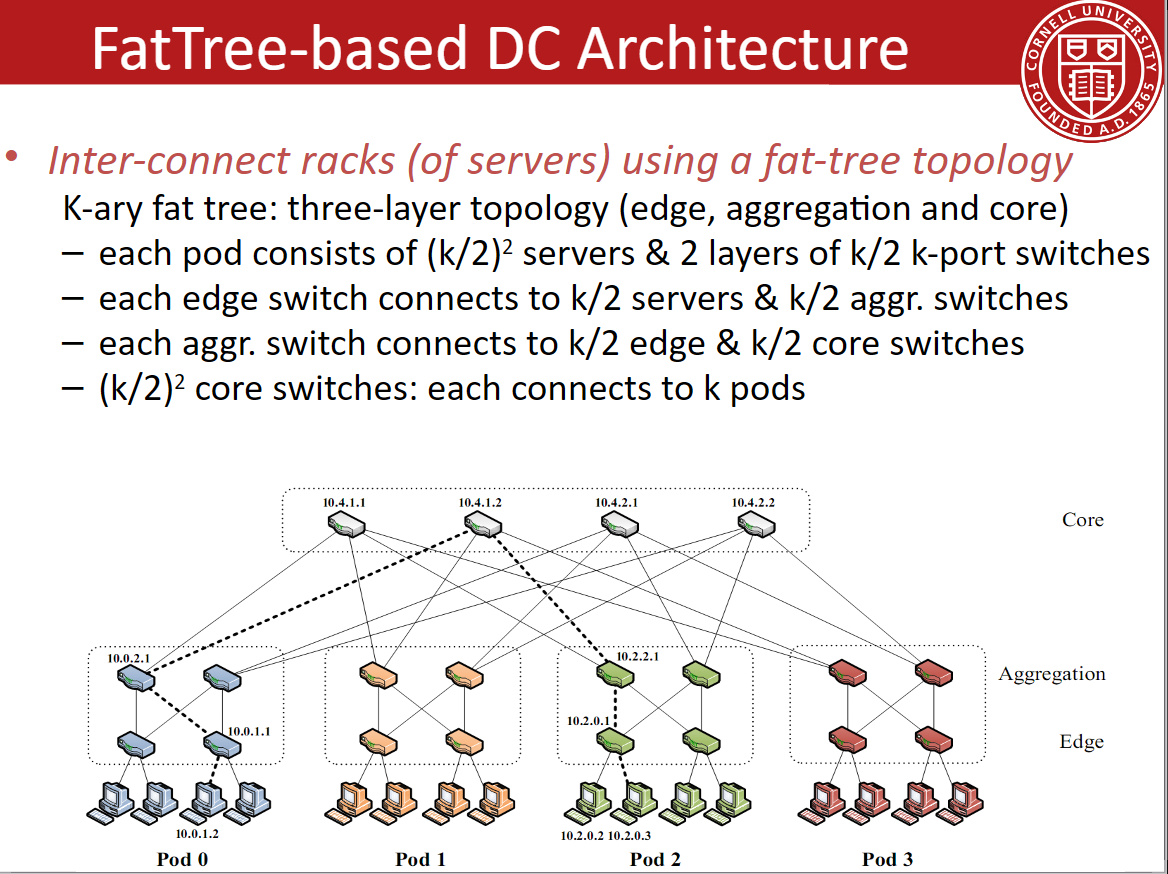 FatTree-based DC Architecture
CORNELL UNIVERSITY
FOUNDED A.D. 1865
• Inter-connect racks (of servers) using a fat-tree topology
K-ary fat tree: three-layer topology (edge, aggregation and core)
– each pod consists of (k/2)² servers & 2 layers of k/2 k-port switches
– each edge switch connects to k/2 servers & k/2 aggr. switches
– each aggr. switch connects to k/2 edge & k/2 core switches
– (k/2)² core switches: each connects to k pods
10.4.1.1 10.4.1.2 10.4.2.1 10.4.2.2
Core
10.0.2.1 10.2.2.1
Aggregation
10.0.1.1 10.2.0.1
Edge
10.0.1.2 10.2.0.2 10.2.0.3
Pod 0 Pod 1 Pod 2 Pod 3